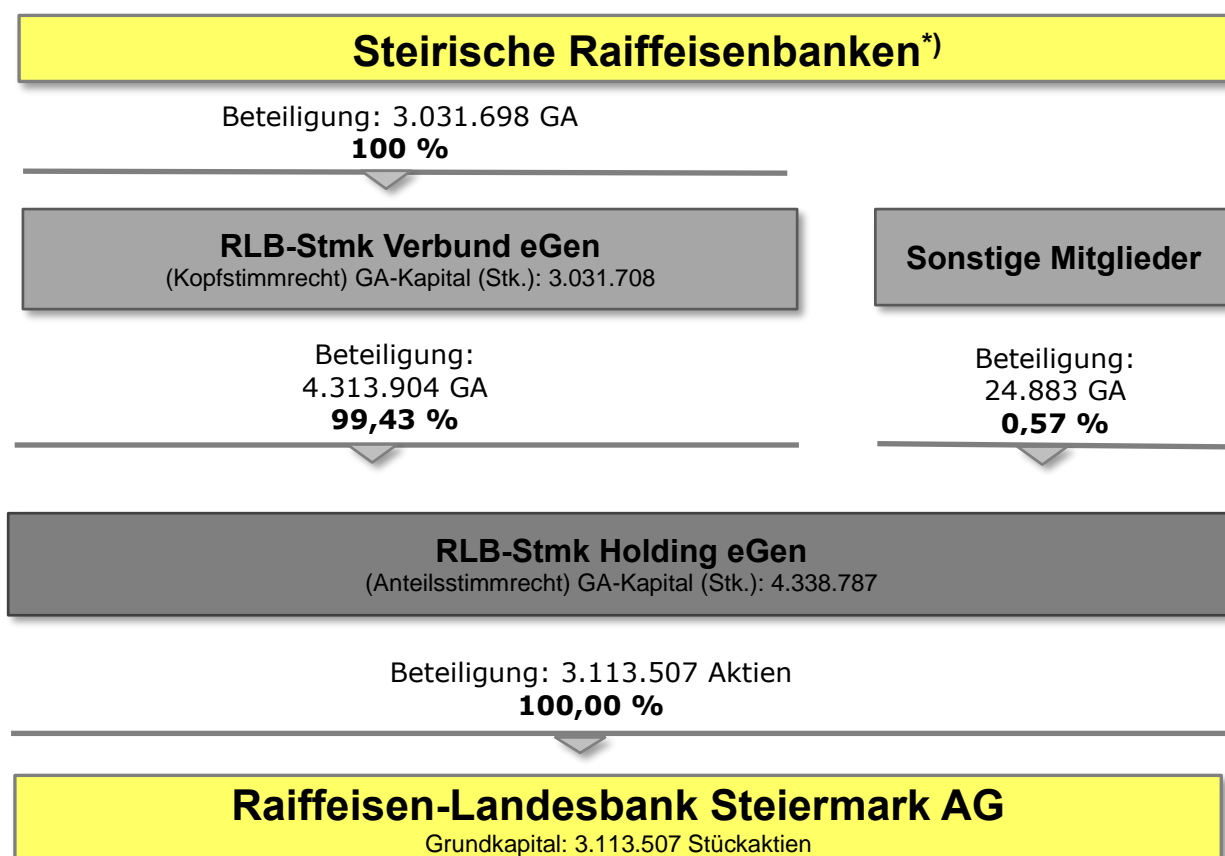 Steirische Raiffeisenbanken*)
Beteiligung: 3.031.698 GA
100 %
RLB-Stmk Verbund eGen
(Kopfstimmrecht) GA-Kapital (Stk.): 3.031.708
Sonstige Mitglieder
Beteiligung:
4.313.904 GA
99,43 %
Beteiligung:
24.883 GA
0,57 %
RLB-Stmk Holding eGen
(Anteilsstimmrecht) GA-Kapital (Stk.): 4.338.787
Beteiligung: 3.113.507 Aktien
100,00 %
Raiffeisen-Landesbank Steiermark AG
Grundkapital: 3.113.507 Stückaktien